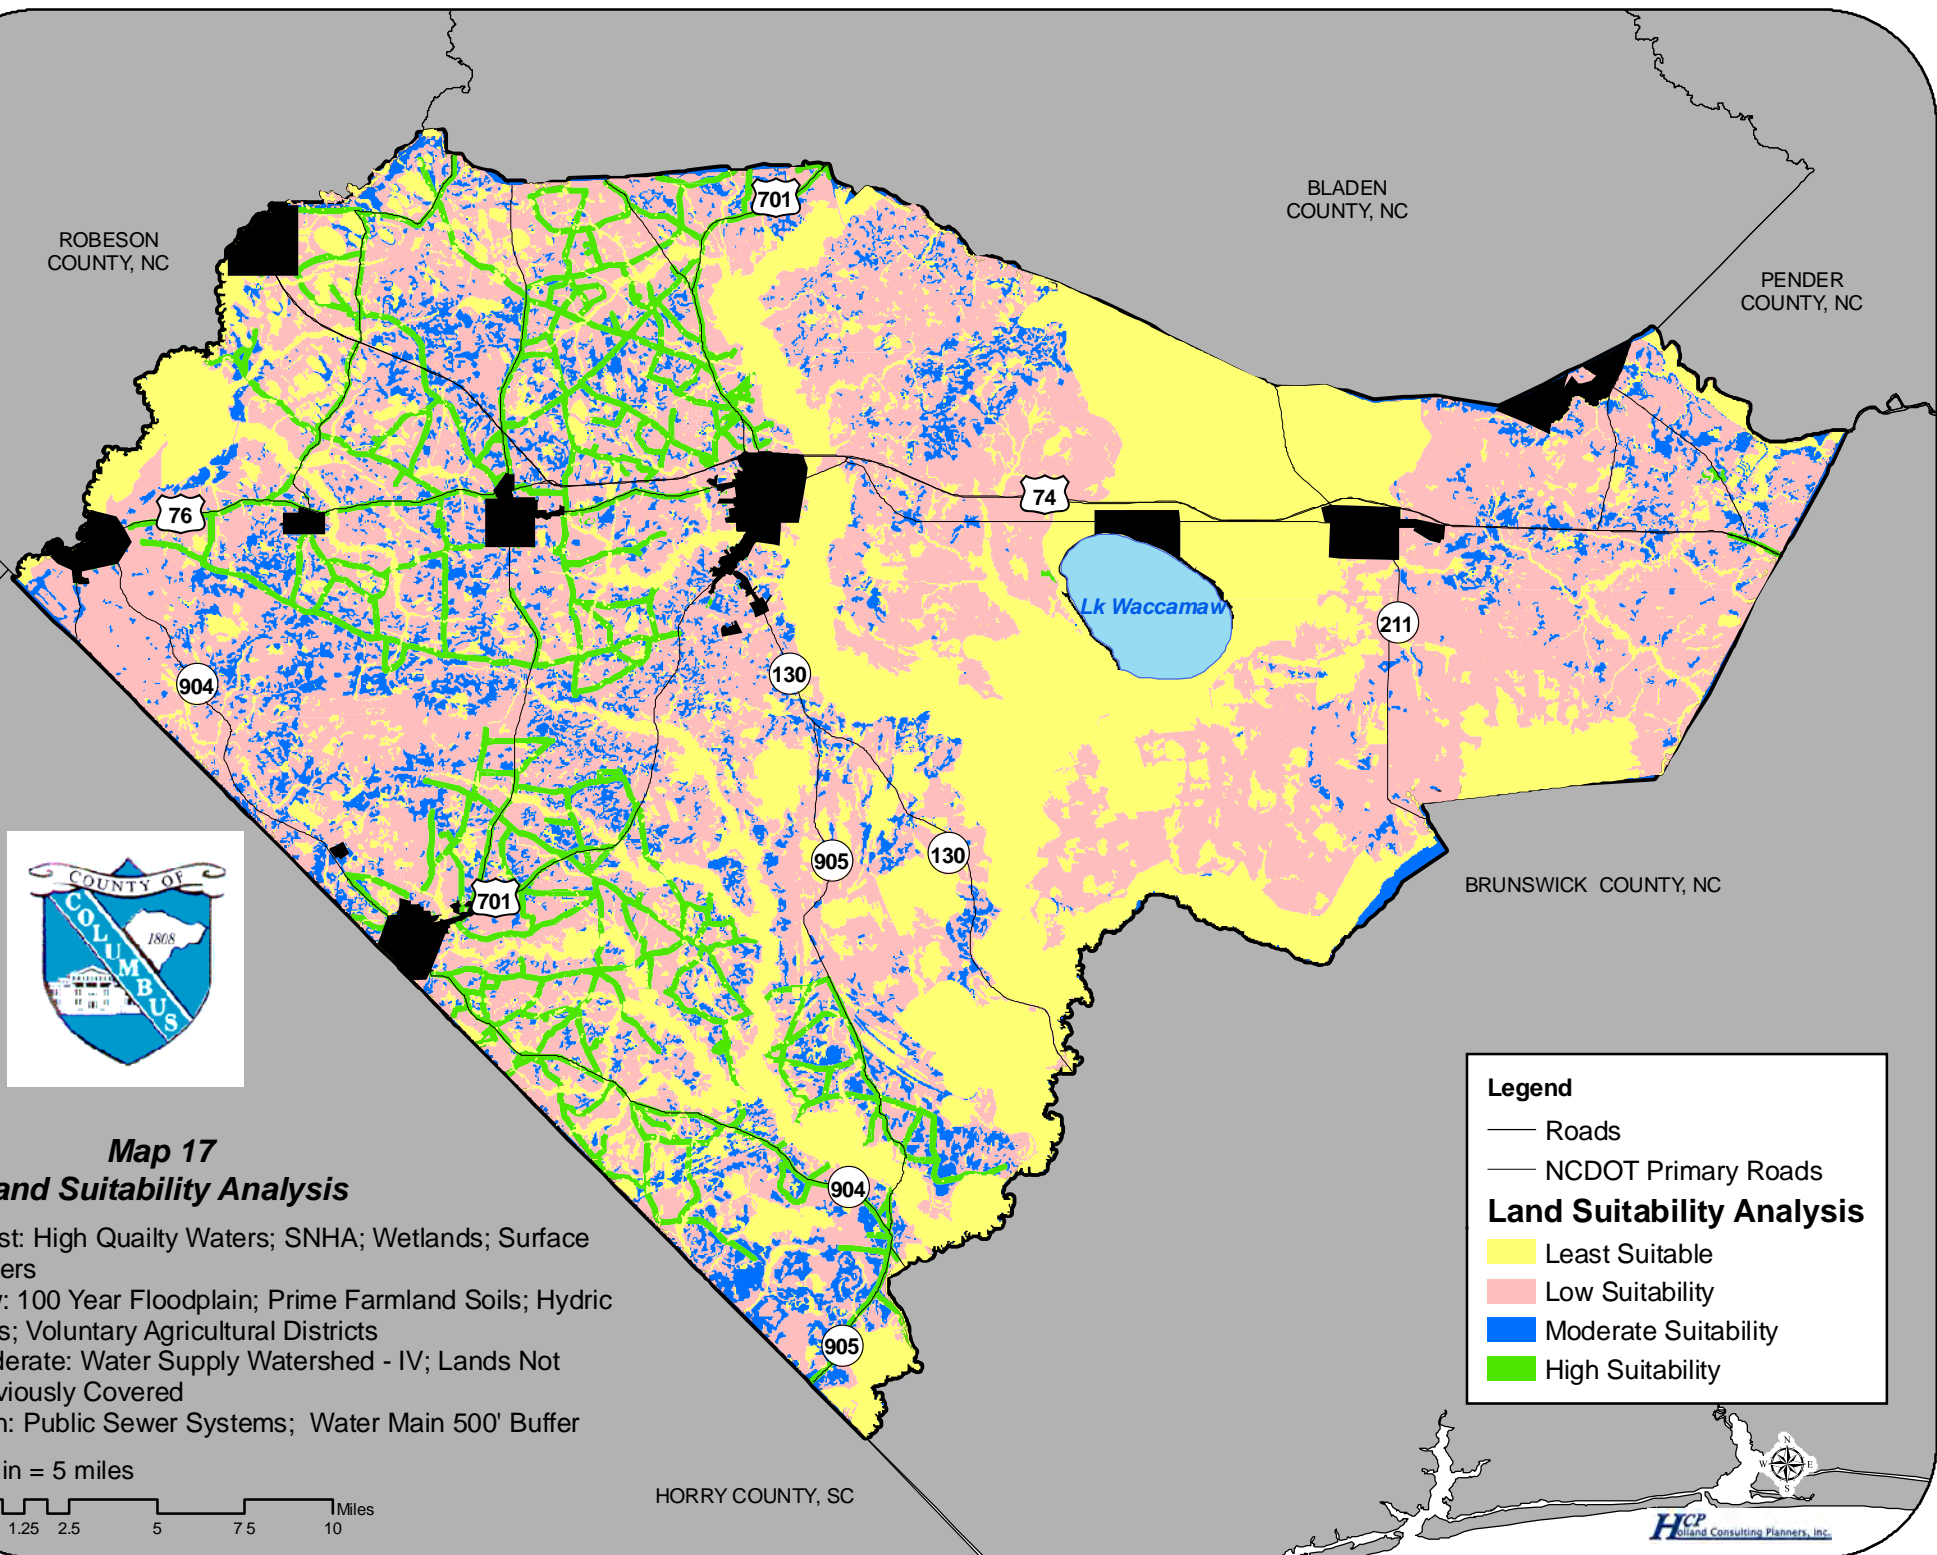 ROBESON
COUNTY, NC
BLADEN
COUNTY, NC
PENDER
COUNTY, NC
701
76
74
Lk Waccamaw
211
904
130
905
130
701
BRUNSWICK COUNTY, NC
COUNTY OF
COLUMBUS
1808
904
905
HORRY COUNTY, SC
Map 17
and Suitability Analysis
st: High Quailty Waters; SNHA; Wetlands; Surface
ers
: 100 Year Floodplain; Prime Farmland Soils; Hydric
s; Voluntary Agricultural Districts
derate: Water Supply Watershed - IV; Lands Not
viously Covered
: Public Sewer Systems; Water Main 500' Buffer
in = 5 miles
Miles
1.25 2.5 5 7 5 10
Legend
Roads
NCDOT Primary Roads
Land Suitability Analysis
Least Suitable
Low Suitability
Moderate Suitability
High Suitability
N
W E
S
HCP
Holland Consulting Planners, Inc.